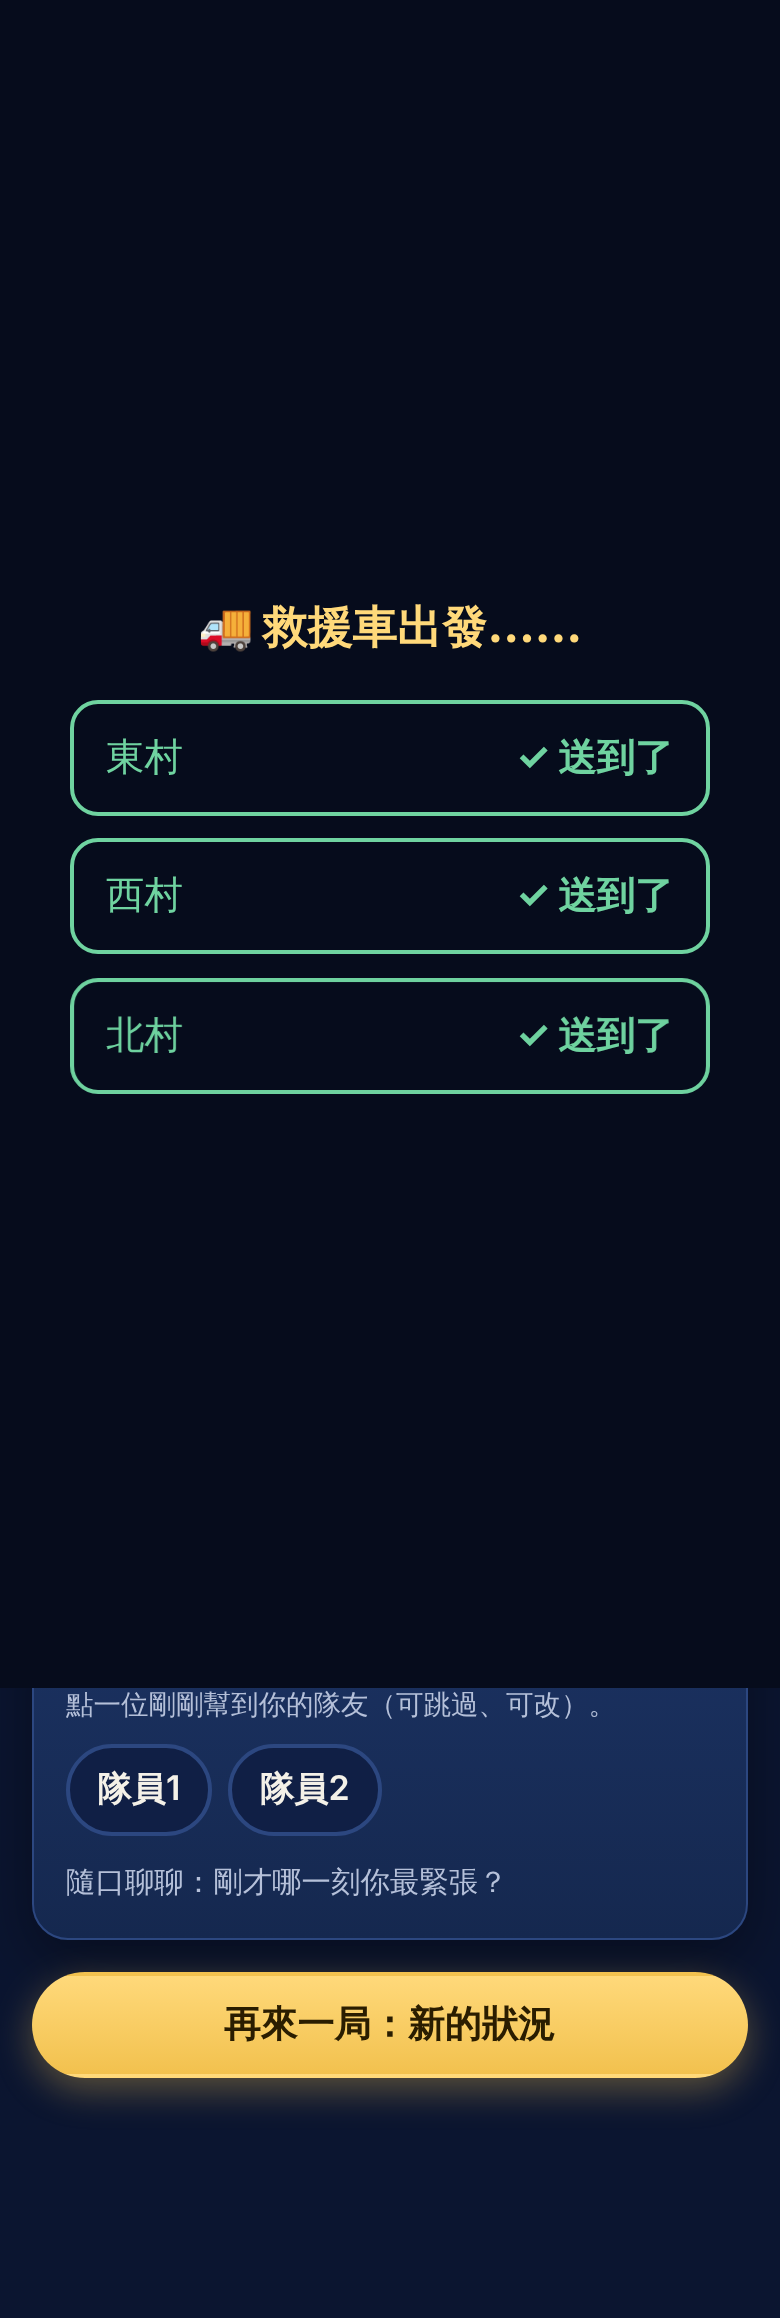 🚚 救援車出發……
東村 ✓ 送到了
西村 ✓ 送到了
北村 ✓ 送到了
點一位剛剛幫到你的隊友（可跳過、可改）。
隊員1 隊員2
隨口聊聊：剛才哪一刻你最緊張？
再來一局：新的狀況